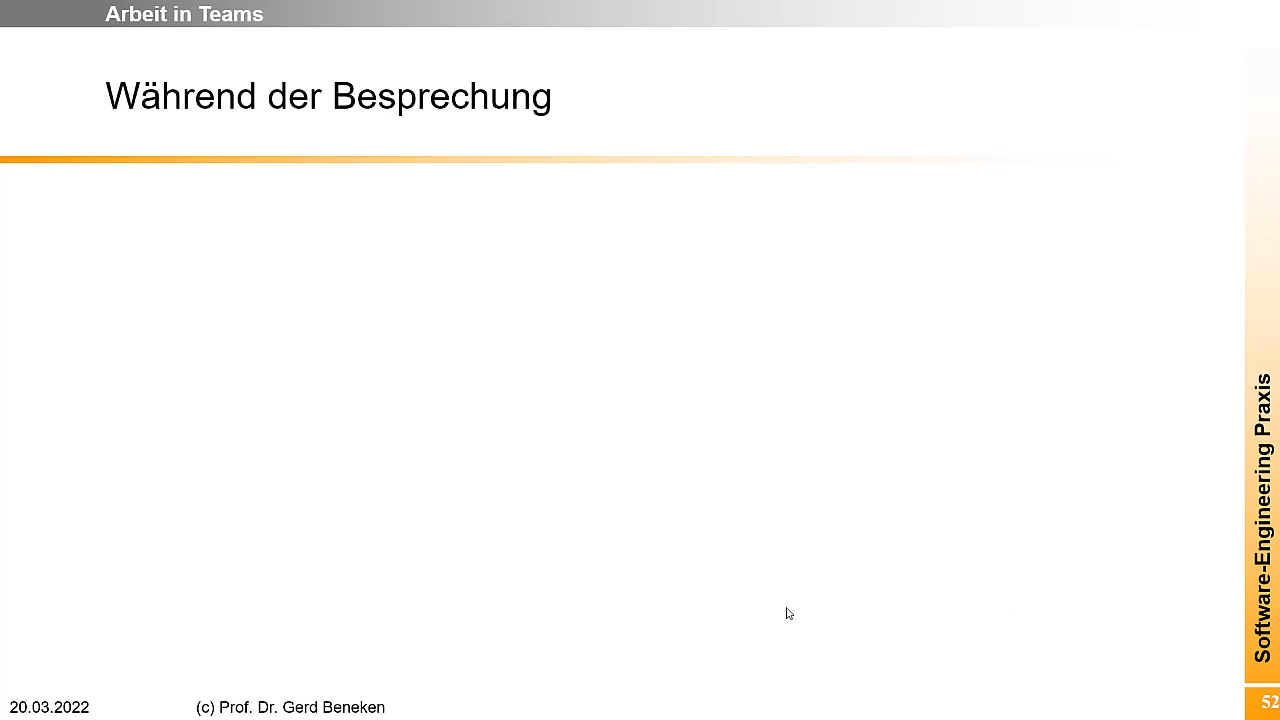 Arbeit in Teams
Während der Besprechung
Software-Engineering Praxis
20.03.2022
(c) Prof. Dr. Gerd Beneken
52